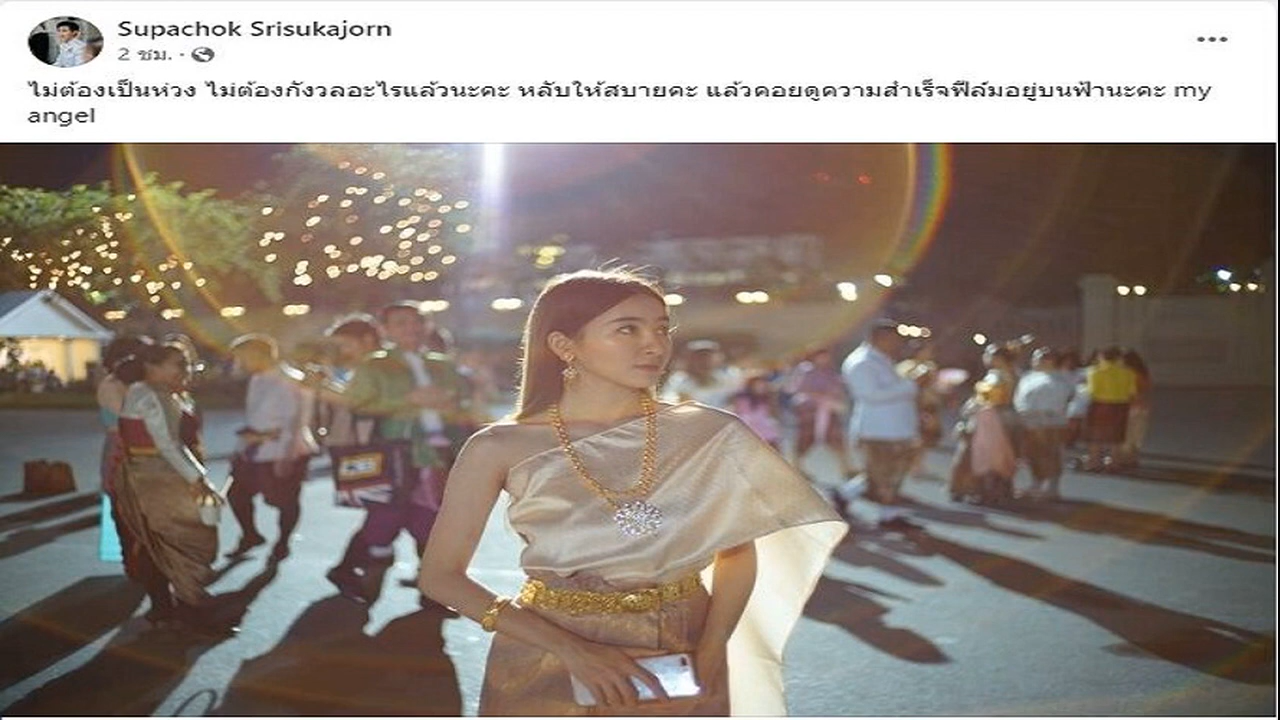 Supachok Srisukajorn
2 ชม. ·
ไม่ต้องเป็นห่วง ไม่ต้องกังวลอะไรแล้วนะคะ หลับให้สบายคะ แล้วคอยดูความสำเร็จฟิล์มอยู่บนฟ้านะคะ my
angel